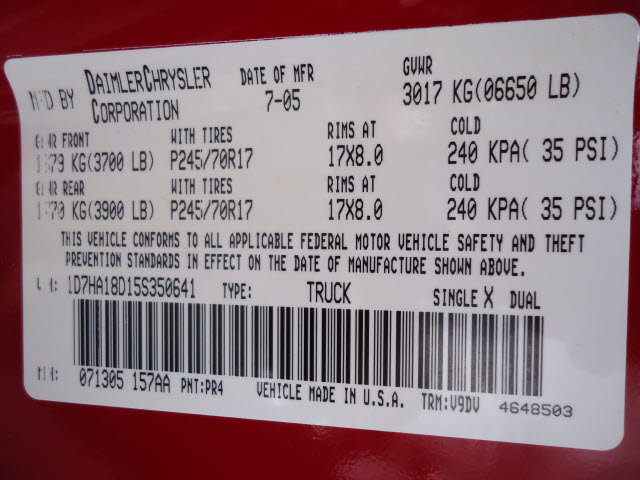 BY DAIMLERCHRYSLER CORPORATION
DATE OF MFR 7-05
GVWR 3017 KG(06650 LB)
FRONT WITH TIRES RIMS AT COLD
KG(3700 LB) P245/70R17 17X8.0 240 KPA( 35 PSI)
REAR WITH TIRES RIMS AT COLD
KG(3900 LB) P245/70R17 17X8.0 240 KPA( 35 PSI)
THIS VEHICLE CONFORMS TO ALL APPLICABLE FEDERAL MOTOR VEHICLE SAFETY AND THEFT
PREVENTION STANDARDS IN EFFECT ON THE DATE OF MANUFACTURE SHOWN ABOVE.
1D7HA18D15S350641 TYPE: TRUCK SINGLE X DUAL
071305 157AA PNT:PR4 VEHICLE MADE IN U.S.A. TRM:V9DV 4648503